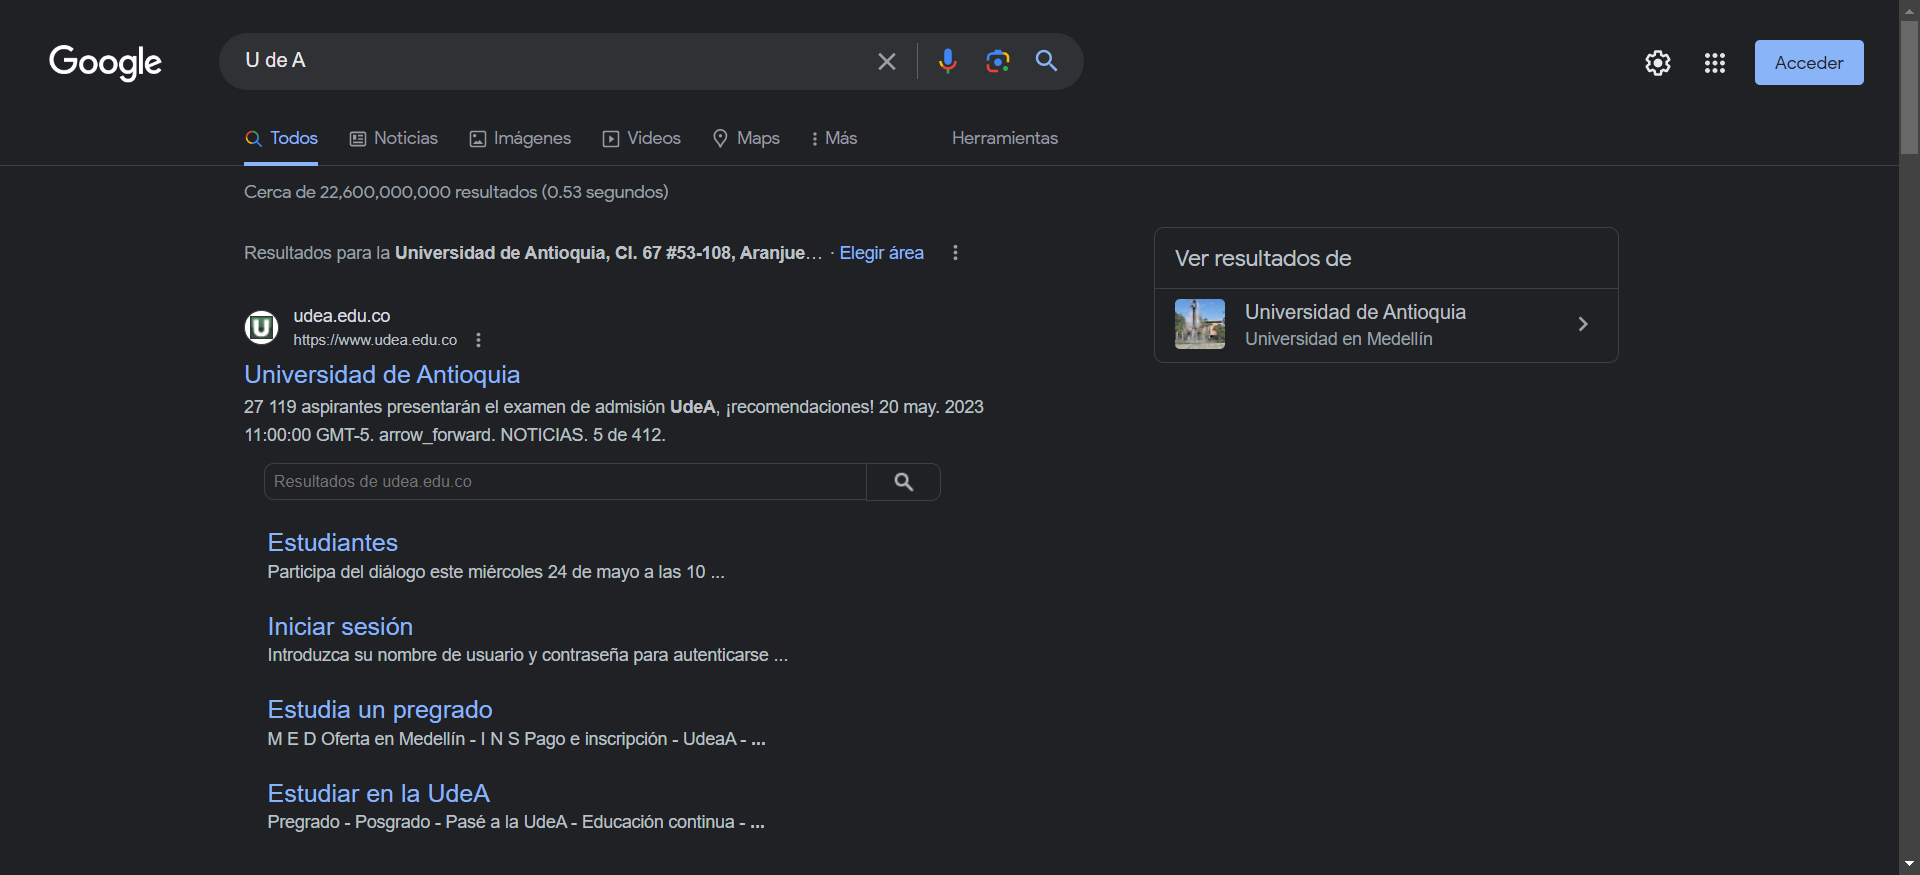 Google
U de A
Acceder
Todos Noticias Imágenes Videos Maps Más Herramientas
Cerca de 22,600,000,000 resultados (0.53 segundos)
Resultados para la Universidad de Antioquia, Cl. 67 #53-108, Aranjue… · Elegir área
udea.edu.co
https://www.udea.edu.co
Universidad de Antioquia
27 119 aspirantes presentarán el examen de admisión UdeA, ¡recomendaciones! 20 may. 2023
11:00:00 GMT-5. arrow_forward. NOTICIAS. 5 de 412.
Resultados de udea.edu.co
Estudiantes
Participa del diálogo este miércoles 24 de mayo a las 10 ...
Iniciar sesión
Introduzca su nombre de usuario y contraseña para autenticarse ...
Estudia un pregrado
M E D Oferta en Medellín - I N S Pago e inscripción - UdeaA - ...
Estudiar en la UdeA
Pregrado - Posgrado - Pasé a la UdeA - Educación continua - ...
Ver resultados de
Universidad de Antioquia
Universidad en Medellín